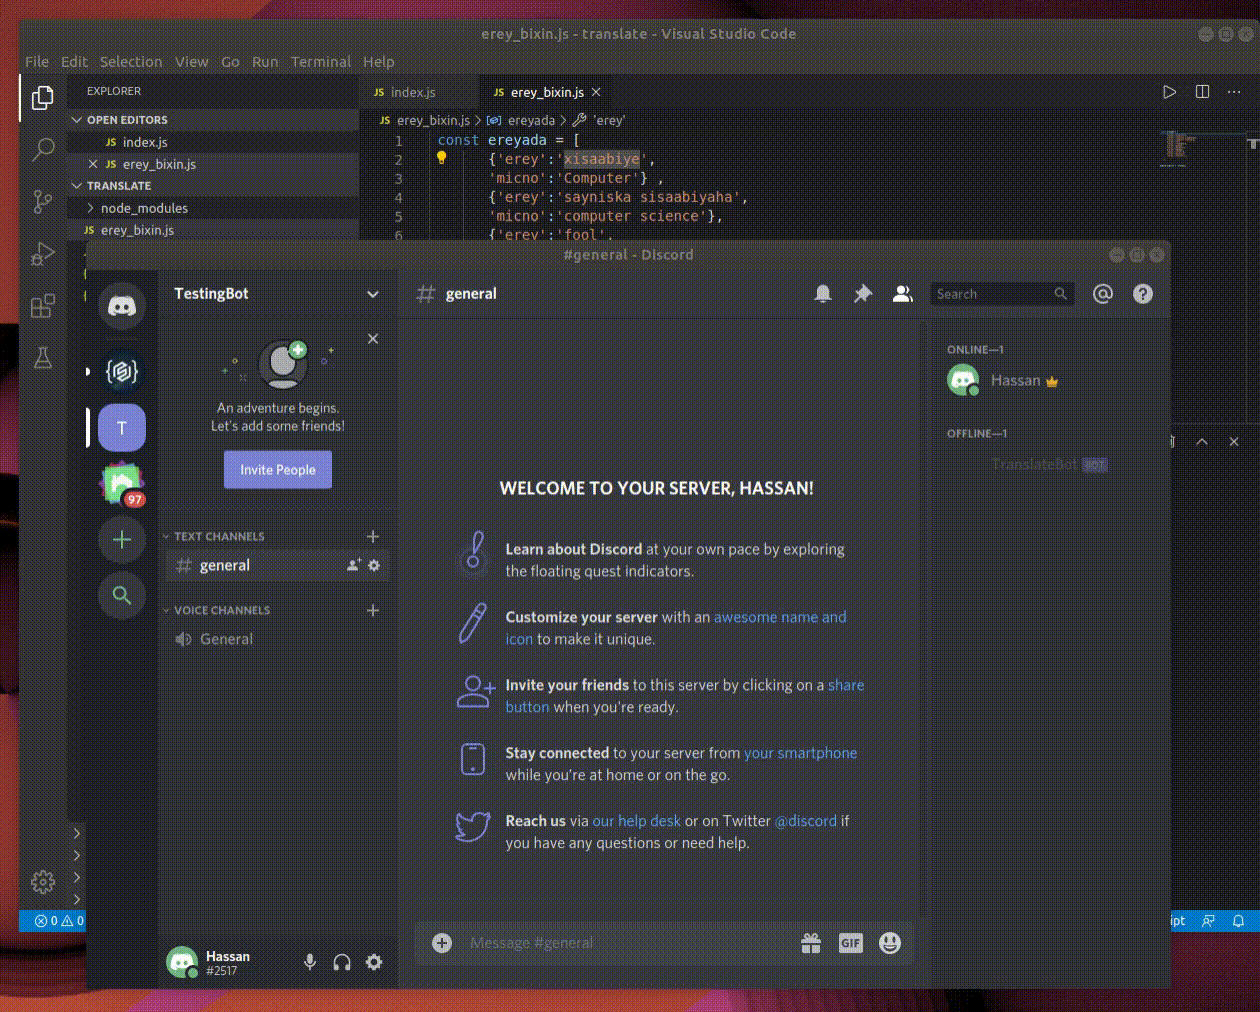 erey_bixin.js - translate - Visual Studio Code
File Edit Selection View Go Run Terminal Help
EXPLORER
OPEN EDITORS
JS index.js
JS erey_bixin.js
TRANSLATE
node_modules
JS erey_bixin.js
JS index.js
JS erey_bixin.js
JS erey_bixin.js > ereyada > 'erey'
1 const ereyada = [
2 {'erey':'xisaabiye',
3 'micno':'Computer'} ,
4 {'erey':'sayniska sisaabiyaha',
5 'micno':'computer science'},
6 {'erey':'fool',
#general - Discord
TestingBot
An adventure begins.
Let's add some friends!
Invite People
T
97
TEXT CHANNELS
general
VOICE CHANNELS
General
Hassan
#2517
# general
Search
WELCOME TO YOUR SERVER, HASSAN!
Learn about Discord at your own pace by exploring
the floating quest indicators.
Customize your server with an awesome name and
icon to make it unique.
Invite your friends to this server by clicking on a share
button when you're ready.
Stay connected to your server from your smartphone
while you're at home or on the go.
Reach us via our help desk or on Twitter @discord if
you have any questions or need help.
Message #general
GIF
ONLINE—1
Hassan
OFFLINE—1
TranslateBot BOT
0 0
ipt